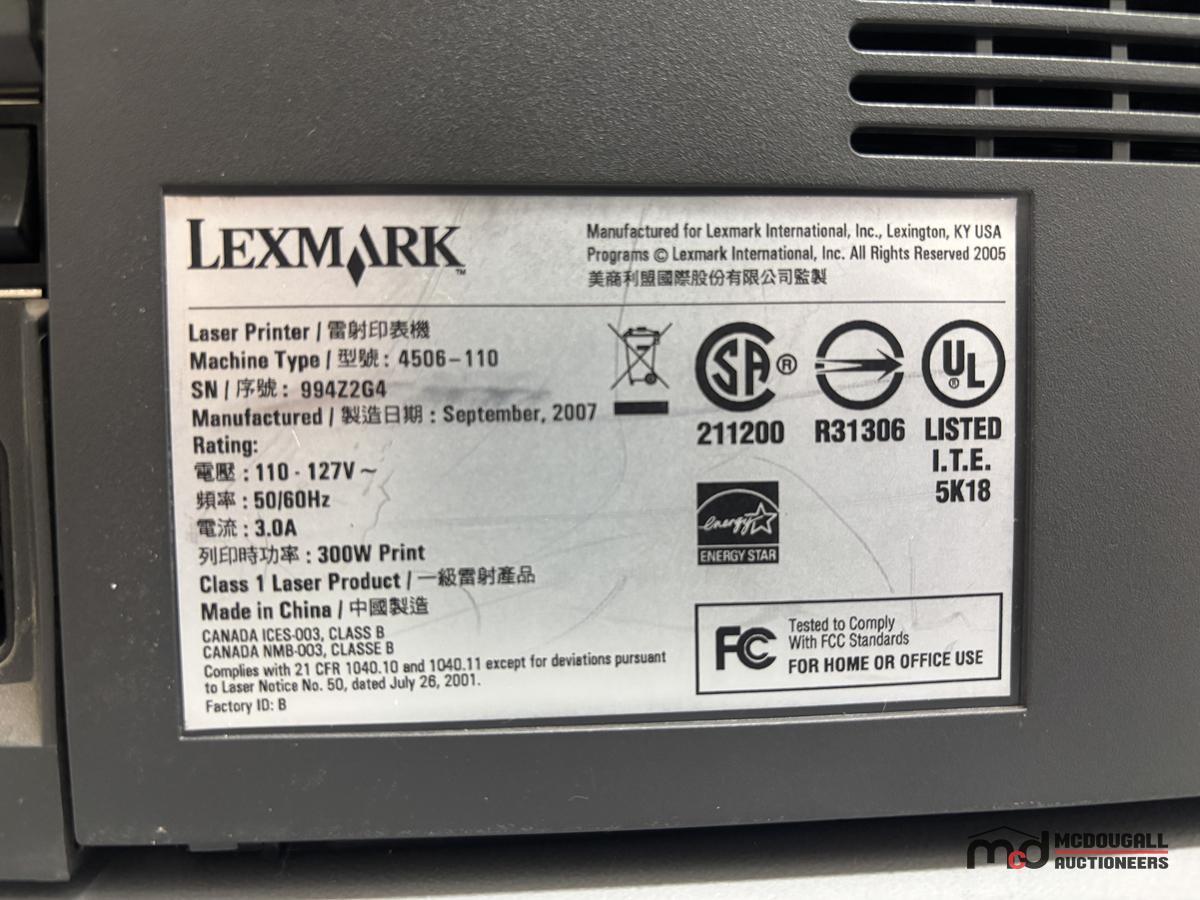 LEXMARK™
Manufactured for Lexmark International, Inc., Lexington, KY USA
Programs © Lexmark International, Inc. All Rights Reserved 2005
美商利盟國際股份有限公司監製
Laser Printer / 雷射印表機
Machine Type / 型號 : 4506-110
SN / 序號 : 994Z2G4
Manufactured / 製造日期 : September, 2007
Rating:
電壓 : 110 - 127V ~
頻率 : 50/60Hz
電流 : 3.0A
列印時功率 : 300W Print
Class 1 Laser Product / 一級雷射產品
Made in China / 中國製造
CANADA ICES-003, CLASS B
CANADA NMB-003, CLASSE B
Complies with 21 CFR 1040.10 and 1040.11 except for deviations pursuant
to Laser Notice No. 50, dated July 26, 2001.
Factory ID: B
SA ®
211200
R31306
UL ®
LISTED
I.T.E.
5K18
energy
ENERGY STAR
FC
Tested to Comply
With FCC Standards
FOR HOME OR OFFICE USE
mcd MCDOUGALL
AUCTIONEERS